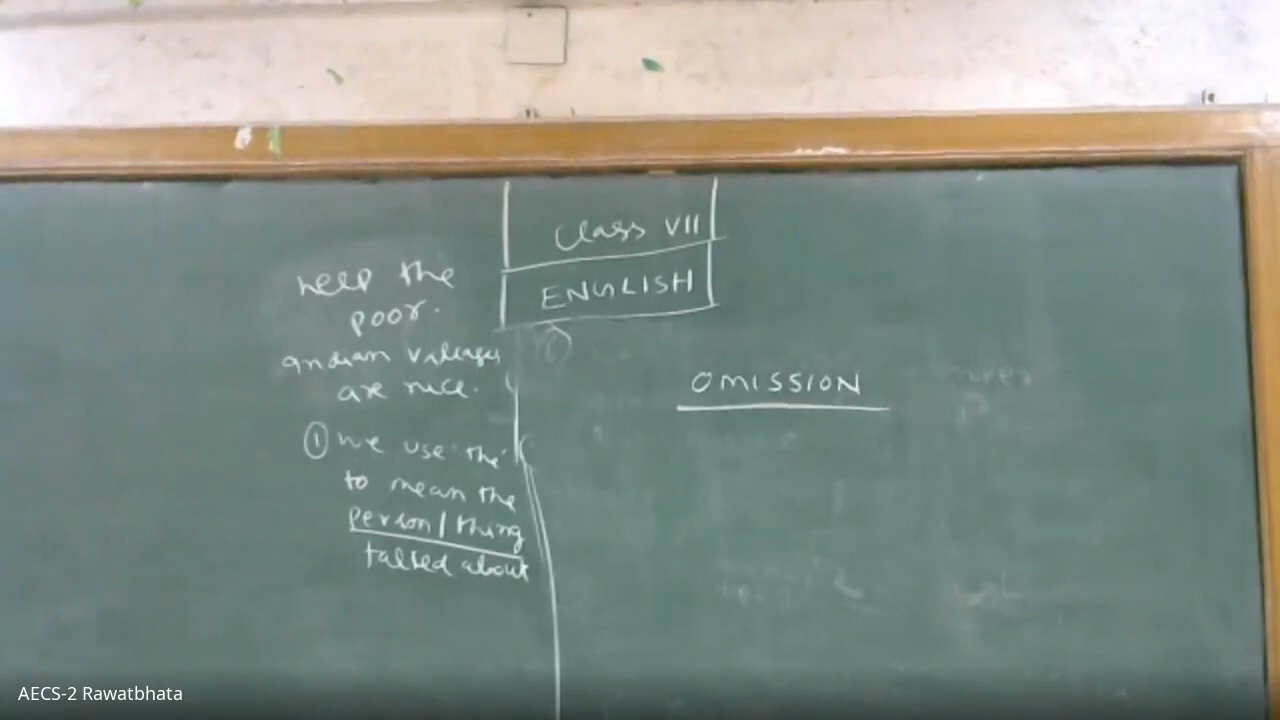 Class VII
ENGLISH
help the
poor.
Indian villages
are nice.
① we use 'the'
to mean the
person/thing
talked about
OMISSION
AECS-2 Rawatbhata